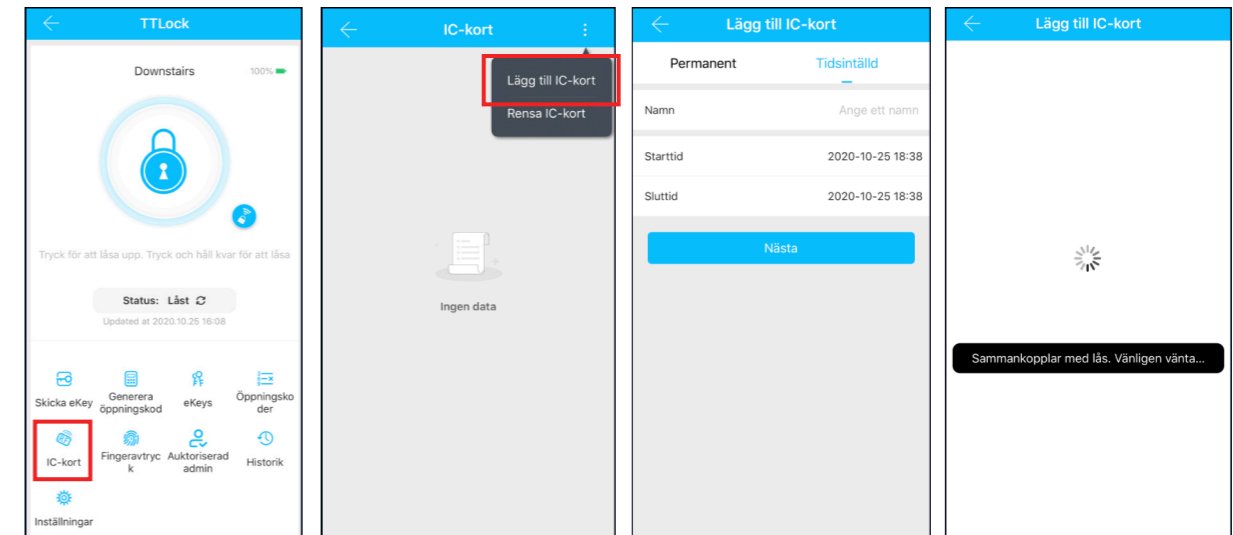 TTLock
Downstairs
100%
Tryck för att låsa upp. Tryck och håll kvar för att låsa
Status: Låst
Updated at 2020.10.25 16:08
Skicka eKey
Generera
öppningskod
eKeys
Öppningsko
der
IC-kort
Fingeravtryc
k
Auktoriserad
admin
Historik
Inställningar
IC-kort
Lägg till IC-kort
Rensa IC-kort
Ingen data
Lägg till IC-kort
Permanent
Tidsintälld
Namn
Ange ett namn
Starttid
2020-10-25 18:38
Sluttid
2020-10-25 18:38
Nästa
Lägg till IC-kort
Sammankopplar med lås. Vänligen vänta...